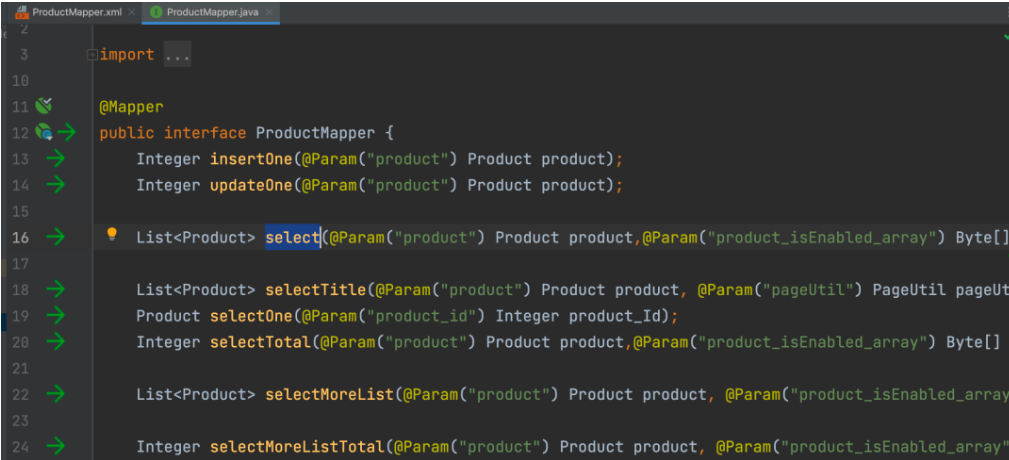 ProductMapper.xml × ProductMapper.java ×
2
3 import ...
10
11 @Mapper
12 public interface ProductMapper {
13 Integer insertOne(@Param("product") Product product);
14 Integer updateOne(@Param("product") Product product);
15
16 List<Product> select(@Param("product") Product product,@Param("product_isEnabled_array") Byte[]
17
18 List<Product> selectTitle(@Param("product") Product product, @Param("pageUtil") PageUtil pageUt
19 Product selectOne(@Param("product_id") Integer product_Id);
20 Integer selectTotal(@Param("product") Product product,@Param("product_isEnabled_array") Byte[]
21
22 List<Product> selectMoreList(@Param("product") Product product, @Param("product_isEnabled_array
23
24 Integer selectMoreListTotal(@Param("product") Product product, @Param("product_isEnabled_array"